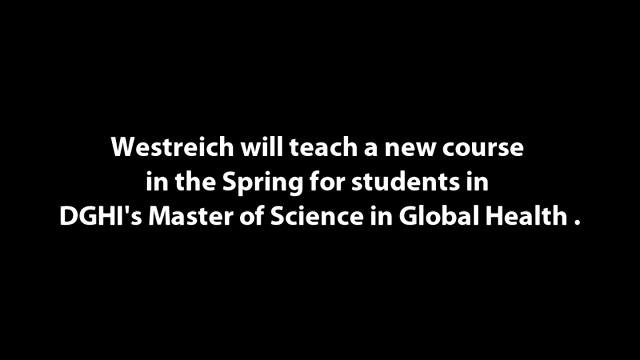 Westreich will teach a new course
in the Spring for students in
DGHI's Master of Science in Global Health .